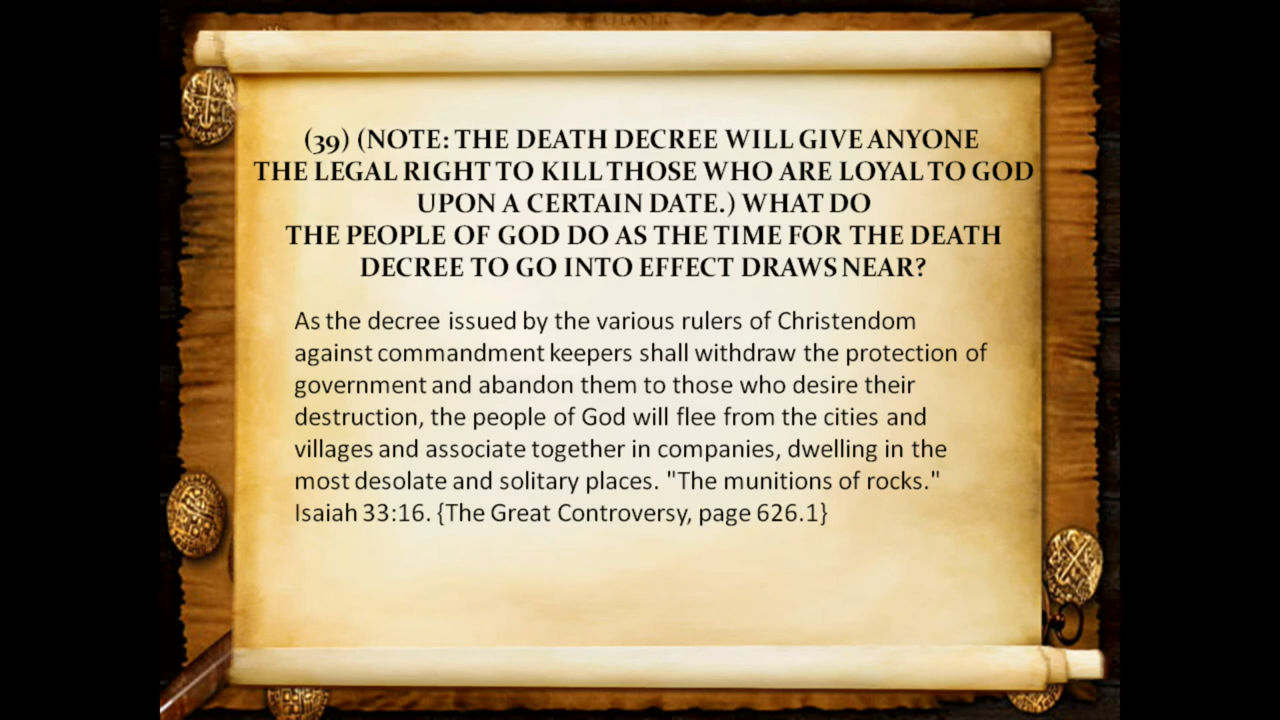 ATLANTIC
(39) (NOTE: THE DEATH DECREE WILL GIVE ANYONE
THE LEGAL RIGHT TO KILL THOSE WHO ARE LOYAL TO GOD
UPON A CERTAIN DATE.) WHAT DO
THE PEOPLE OF GOD DO AS THE TIME FOR THE DEATH
DECREE TO GO INTO EFFECT DRAWS NEAR?
As the decree issued by the various rulers of Christendom
against commandment keepers shall withdraw the protection of
government and abandon them to those who desire their
destruction, the people of God will flee from the cities and
villages and associate together in companies, dwelling in the
most desolate and solitary places. "The munitions of rocks."
Isaiah 33:16. {The Great Controversy, page 626.1}